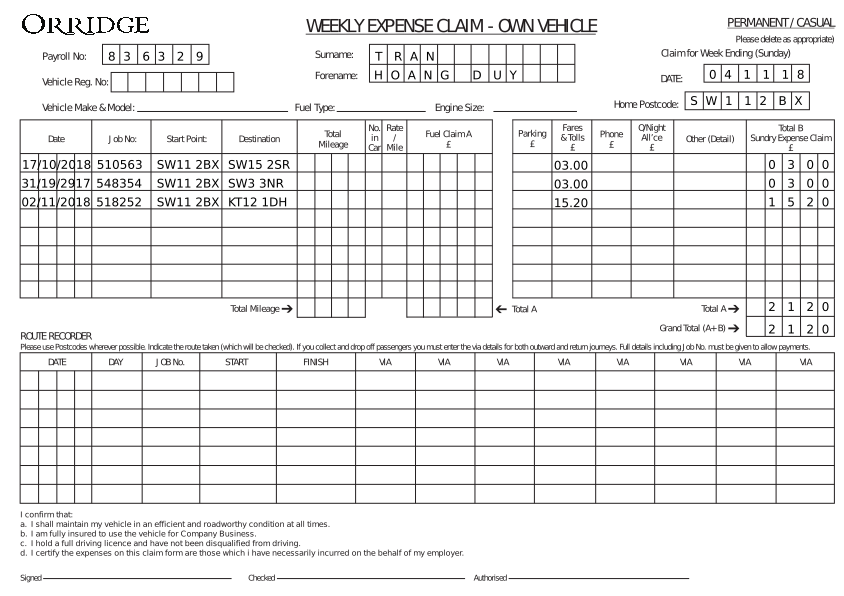 ORRIDGE
WEEKLY EXPENSE CLAIM - OWN VEHICLE
PERMANENT / CASUAL
Please delete as appropriate)
Payroll No: 8 3 6 3 2 9
Surname: T R A N
Claim for Week Ending (Sunday)
Vehicle Reg. No:
Forename: H O A N G D U Y
DATE: 0 4 1 1 1 8
Vehicle Make & Model: Fuel Type: Engine Size:
Home Postcode: S W 1 1 2 B X
Date Job No: Start Point: Destination Total Mileage No. in Car Rate / Mile Fuel Claim A £ Parking £ Fares & Tolls £ Phone £ O/Night All'ce £ Other (Detail) Total B Sundry Expense Claim £
17/10/2018 510563 SW11 2BX SW15 2SR 03.00 0 3 0 0
31/19/2917 548354 SW11 2BX SW3 3NR 03.00 0 3 0 0
02/11/2018 518252 SW11 2BX KT12 1DH 15.20 1 5 2 0
Total Mileage → ← Total A Total A → 2 1 2 0
Grand Total (A+ B) → 2 1 2 0
ROUTE RECORDER
Please use Postcodes wherever possible. Indicate the route taken (which will be checked). If you collect and drop off passengers you must enter the via details for both outward and return journeys. Full details including Job No. must be given to allow payments.
DATE DAY JOB No. START FINISH VIA VIA VIA VIA VIA VIA VIA VIA
I confirm that:
a. I shall maintain my vehicle in an efficient and roadworthy condition at all times.
b. I am fully insured to use the vehicle for Company Business.
c. I hold a full driving licence and have not been disqualified from driving.
d. I certify the expenses on this claim form are those which i have necessarily incurred on the behalf of my employer.
Signed Checked Authorised